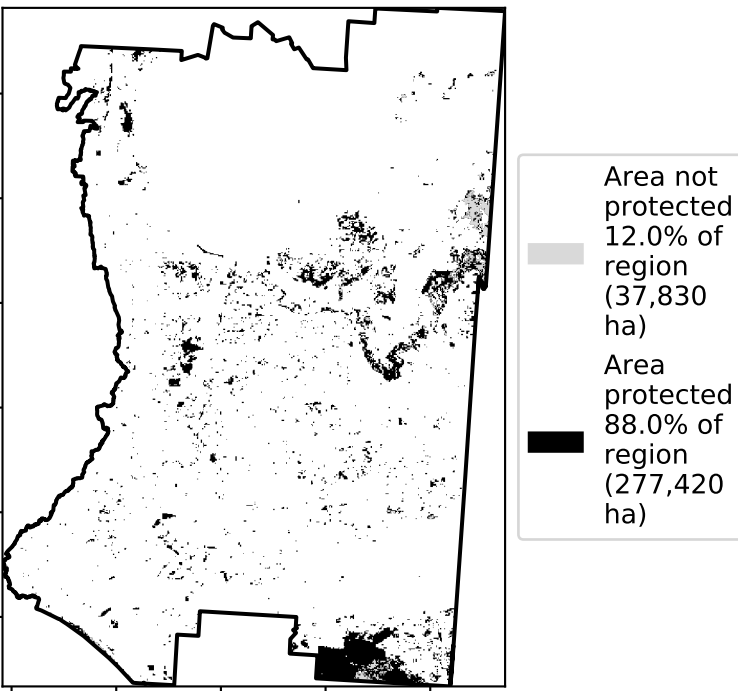 Area not
protected
12.0% of
region
(37,830
ha)
Area
protected
88.0% of
region
(277,420
ha)